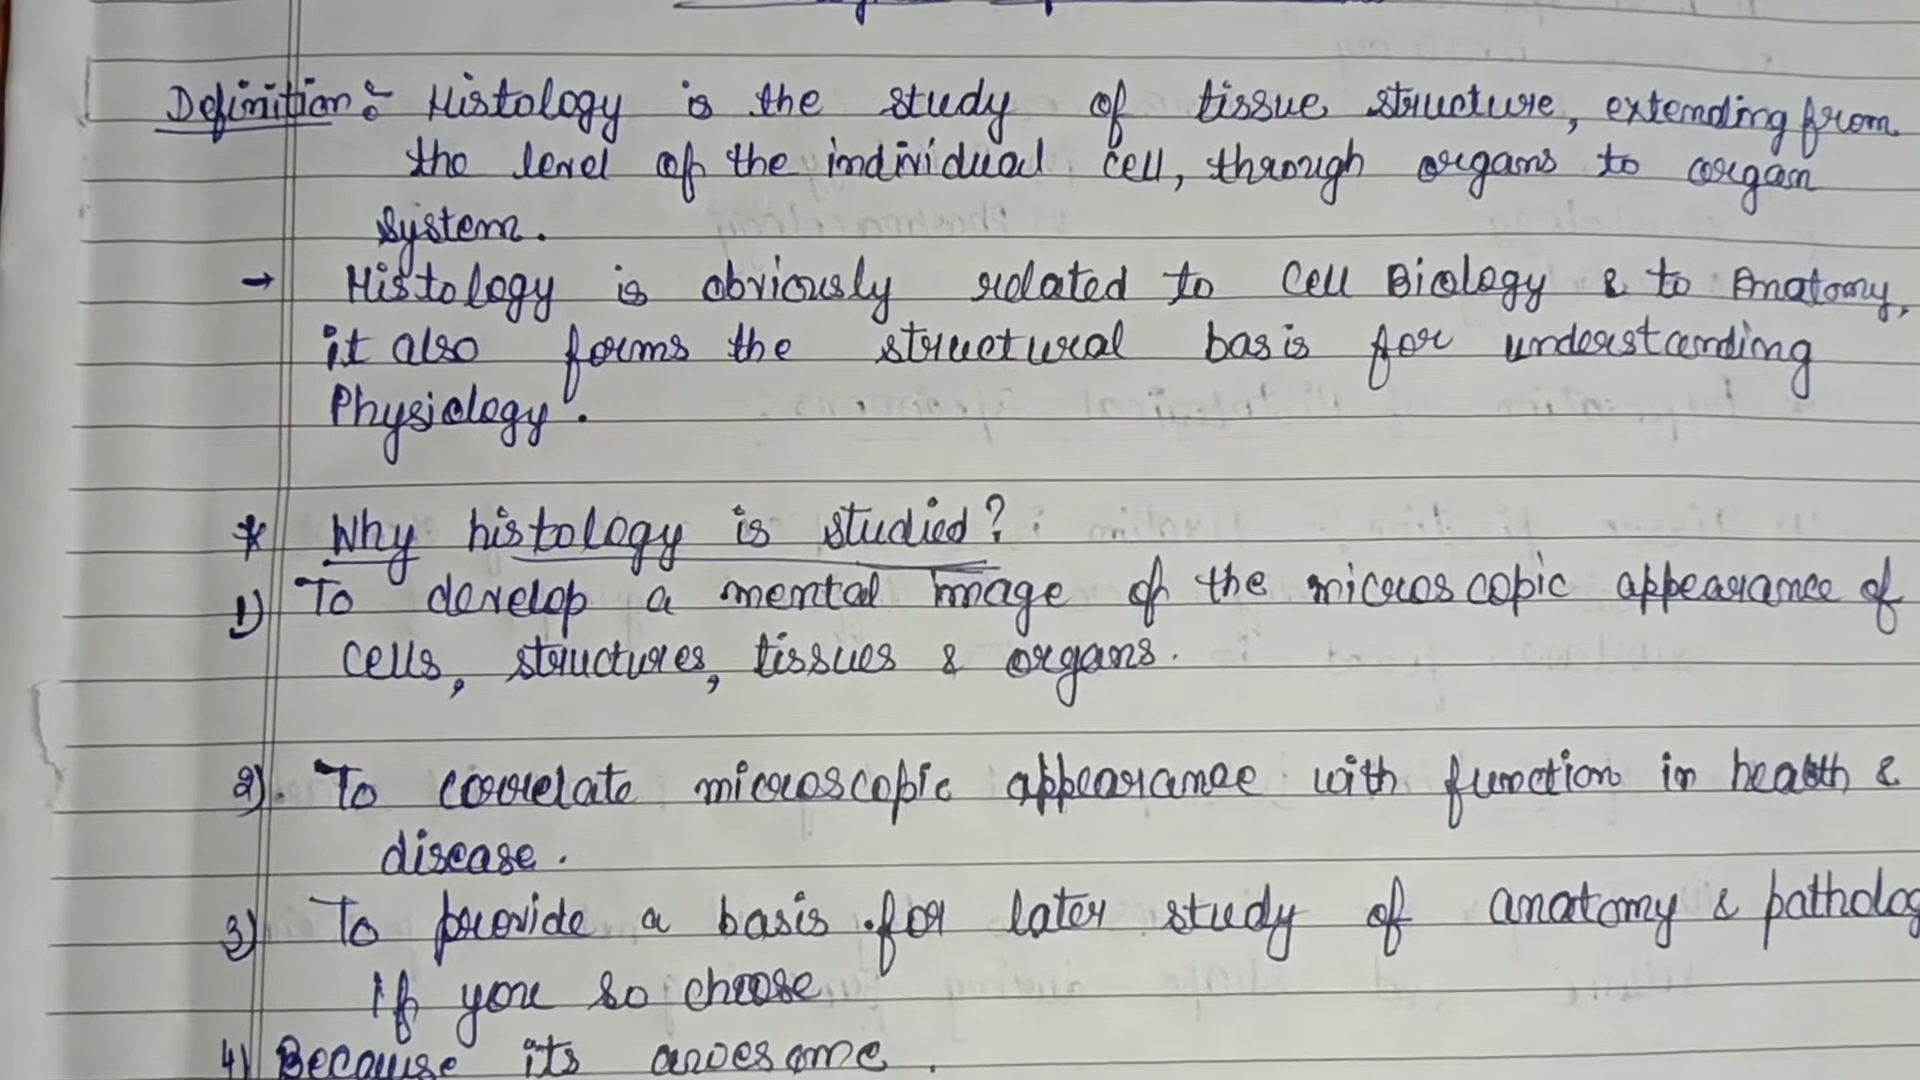 Definition:- Histology is the study of tissue structure, extending from
the level of the individual cell, through organs to organ
system.
→ Histology is obviously related to Cell Biology & to Anatomy,
it also forms the structural basis for understanding
Physiology.
* Why histology is studied?
1) To develop a mental image of the microscopic appearance of
cells, structures, tissues & organs.
2). To correlate microscopic appearance with function in health &
disease.
3) To provide a basis for later study of anatomy & patholog
If you so choose
4) Because its awesome.